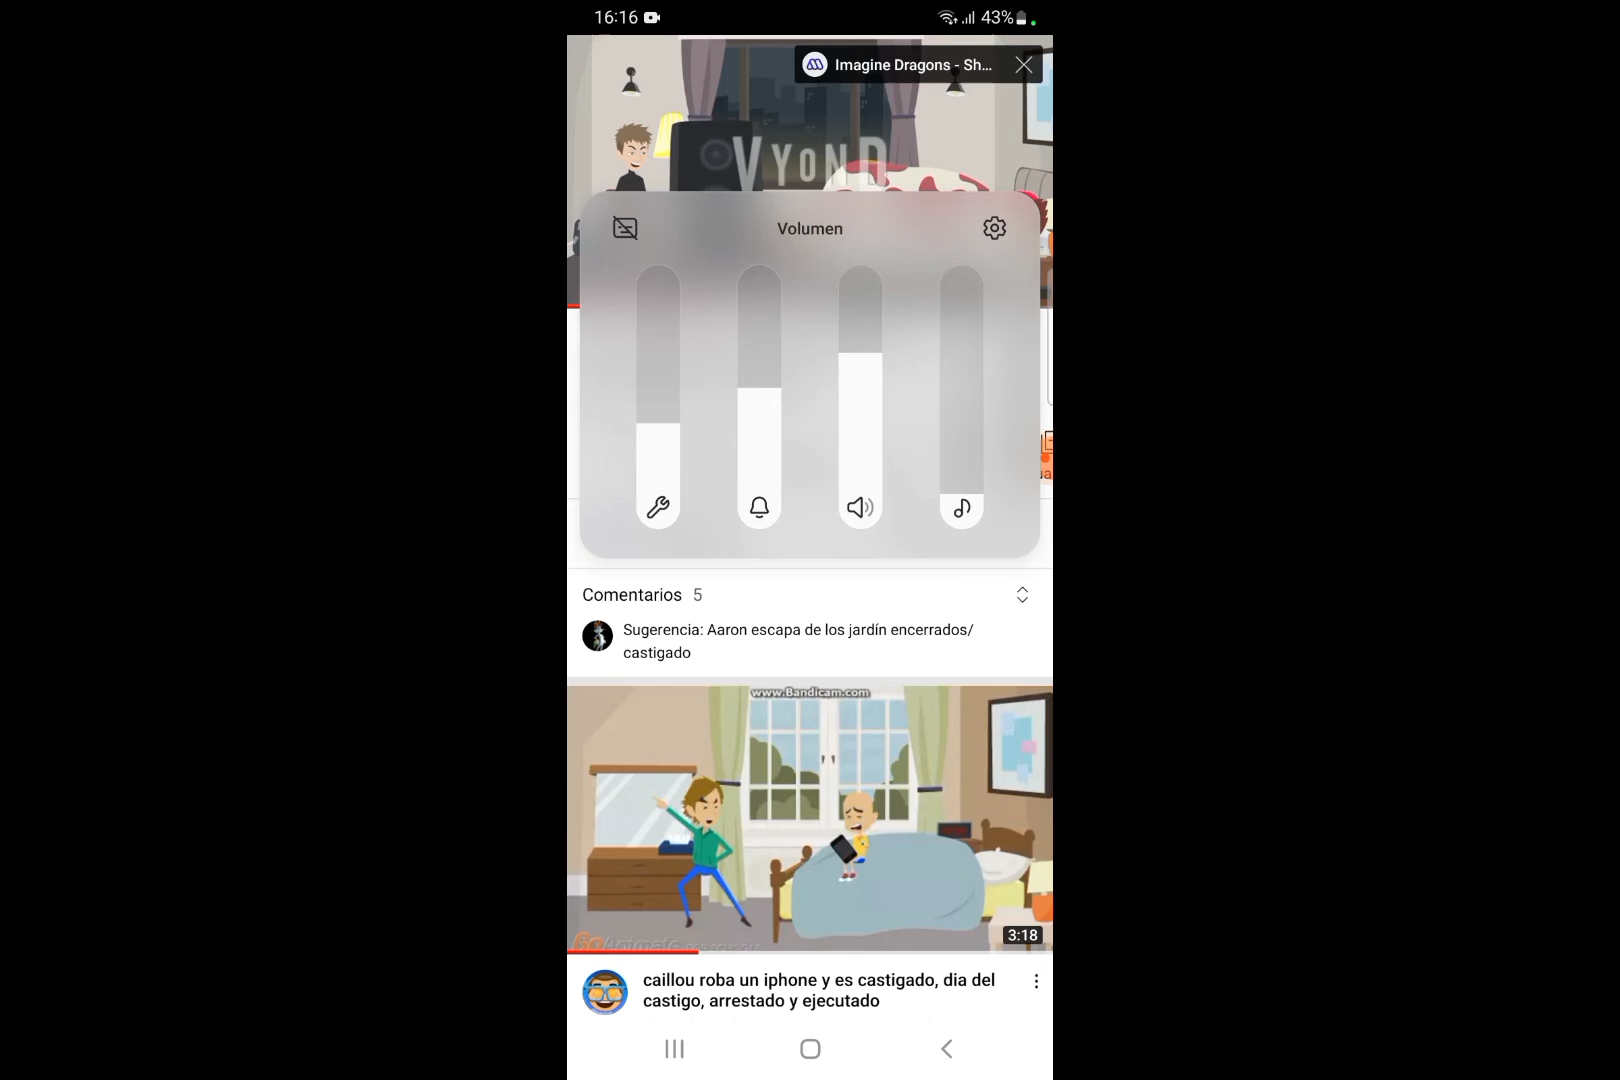 16:16
43%
Imagine Dragons - Sh...
VYOND
Volumen
Comentarios 5
Sugerencia: Aaron escapa de los jardín encerrados/
castigado
www.Bandicam.com
GoAnimate
3:18
caillou roba un iphone y es castigado, dia del
castigo, arrestado y ejecutado